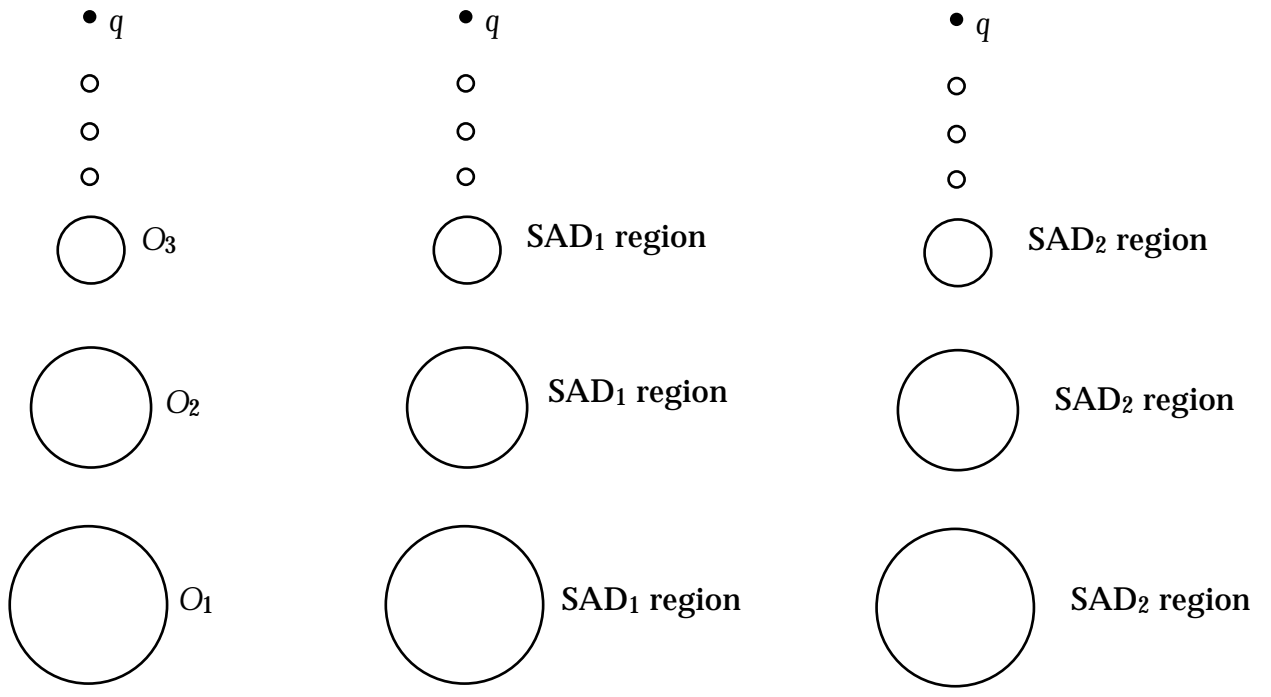 q
q
q
O3
SAD1 region
SAD2 region
O2
SAD1 region
SAD2 region
O1
SAD1 region
SAD2 region